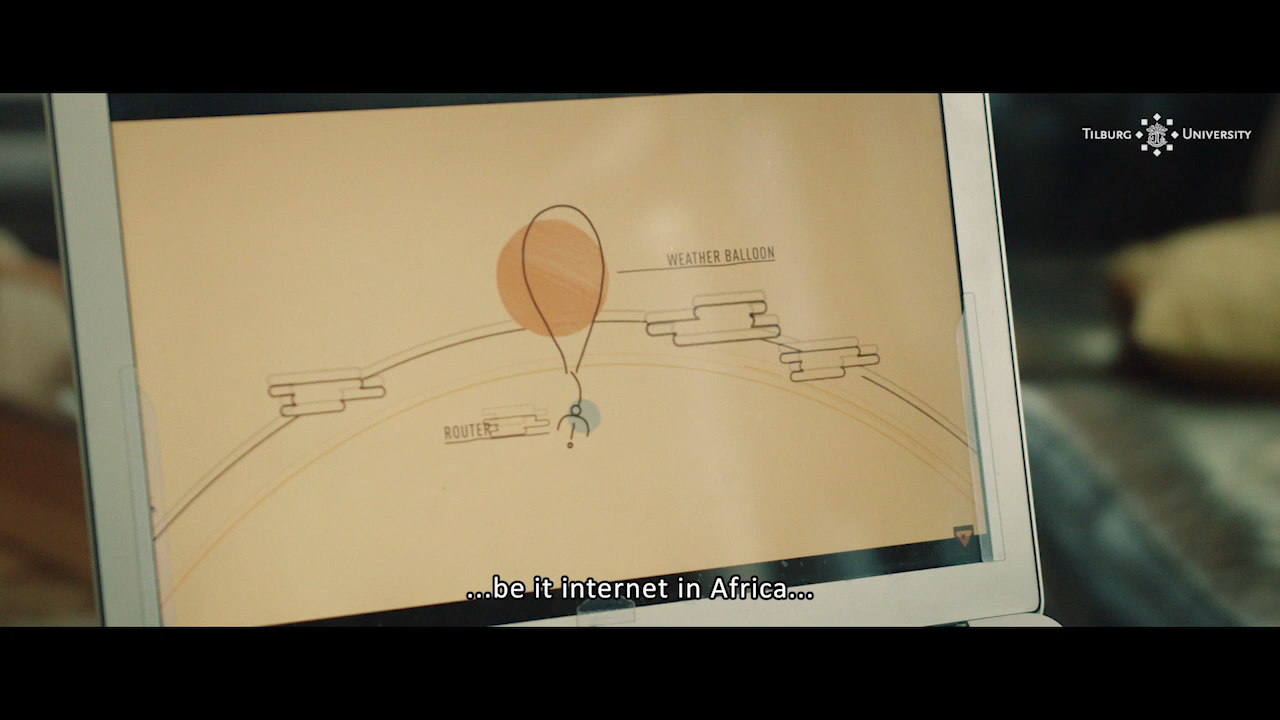 TILBURG UNIVERSITY
WEATHER BALLOON
ROUTER
...be it internet in Africa...